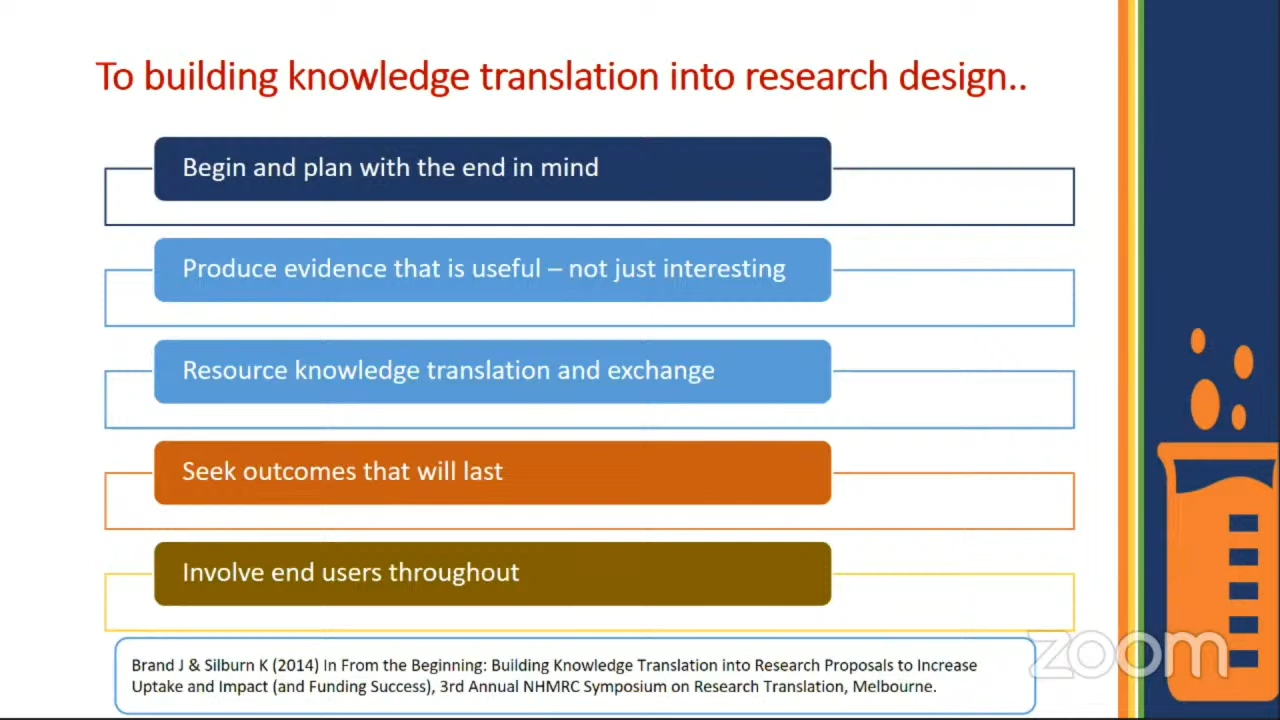 To building knowledge translation into research design..
Begin and plan with the end in mind
Produce evidence that is useful – not just interesting
Resource knowledge translation and exchange
Seek outcomes that will last
Involve end users throughout
Brand J & Silburn K (2014) In From the Beginning: Building Knowledge Translation into Research Proposals to Increase
Uptake and Impact (and Funding Success), 3rd Annual NHMRC Symposium on Research Translation, Melbourne.
zoom